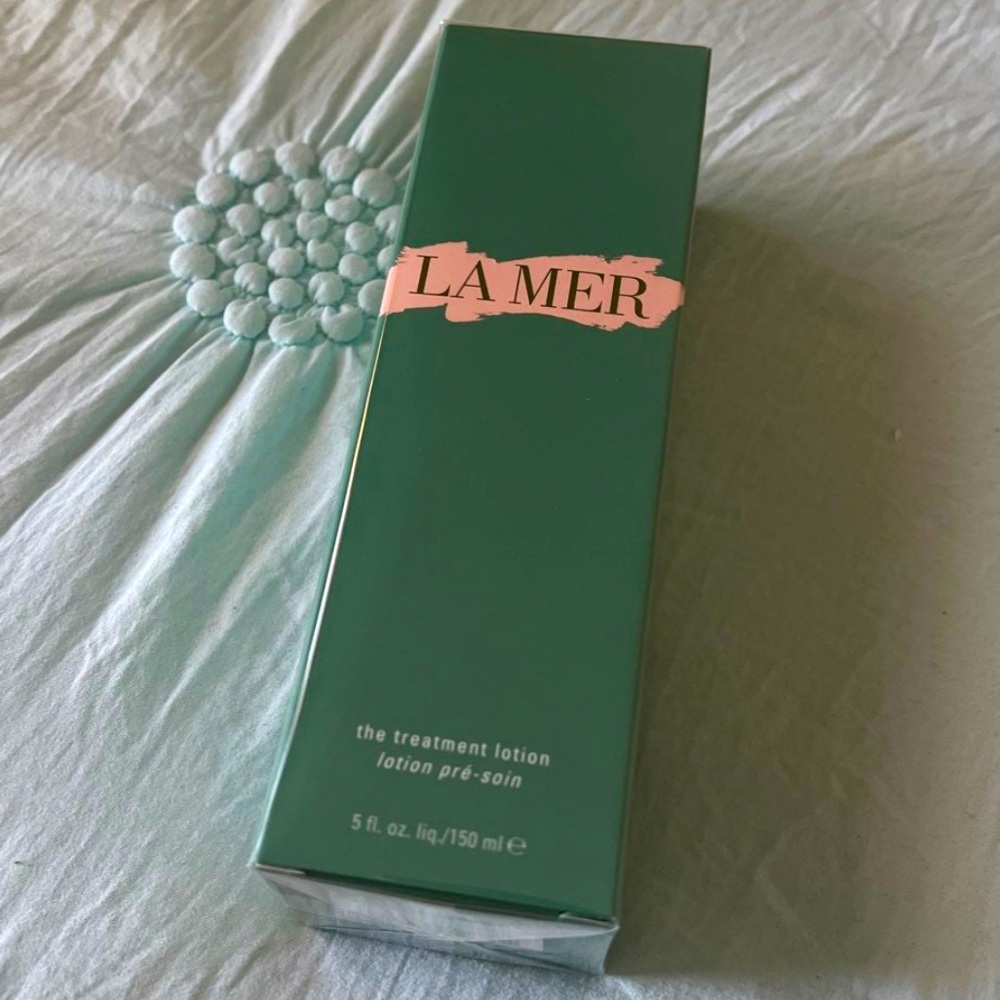 LA MER
the treatment lotion
lotion pré-soin
5 fl. oz. liq./150 ml ℮